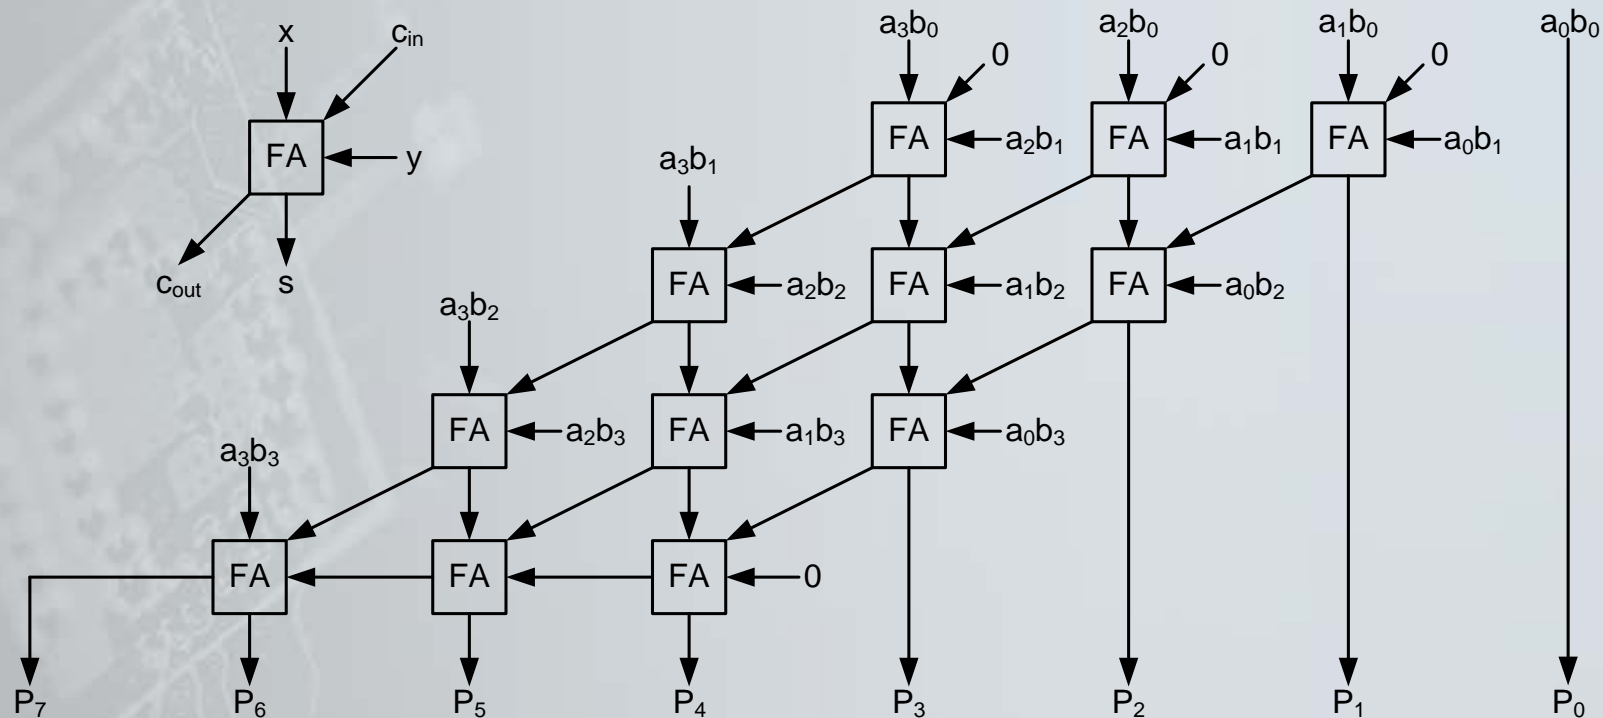 x c_in a₃b₀ a₂b₀ a₁b₀ a₀b₀
0 0 0
FA y FA a₂b₁ FA a₁b₁ FA a₀b₁
a₃b₁
c_out s FA a₂b₂ FA a₁b₂ FA a₀b₂
a₃b₂
FA a₂b₃ FA a₁b₃ FA a₀b₃
a₃b₃
FA FA FA 0
P₇ P₆ P₅ P₄ P₃ P₂ P₁ P₀